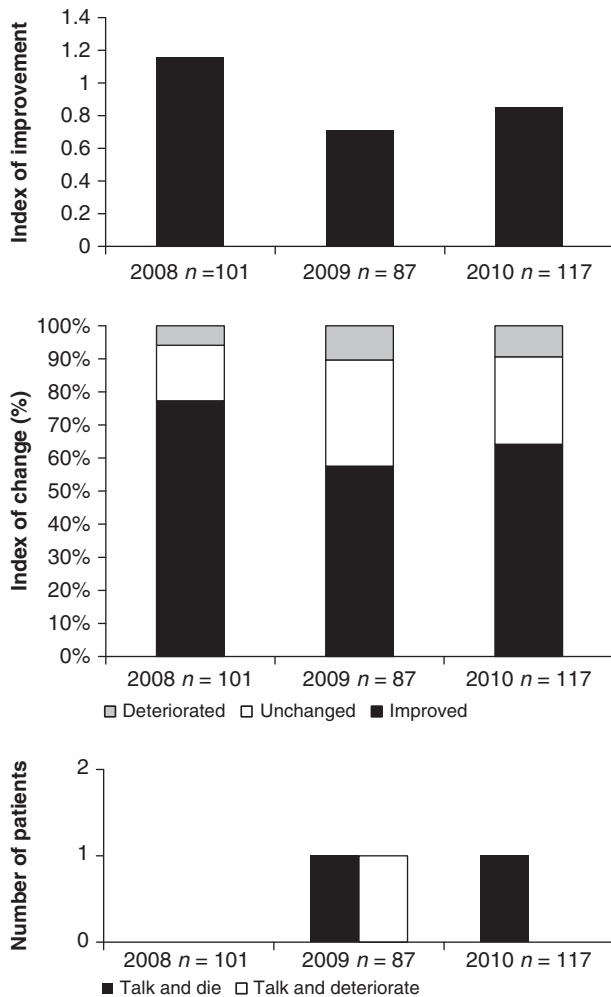 Index of improvement
1.4
1.2
1
0.8
0.6
0.4
0.2
0
2008 n =101 2009 n = 87 2010 n = 117
Index of change (%)
100%
90%
80%
70%
60%
50%
40%
30%
20%
10%
0%
2008 n = 101 2009 n = 87 2010 n = 117
Deteriorated Unchanged Improved
Number of patients
2
1
0
2008 n = 101 2009 n = 87 2010 n = 117
Talk and die Talk and deteriorate